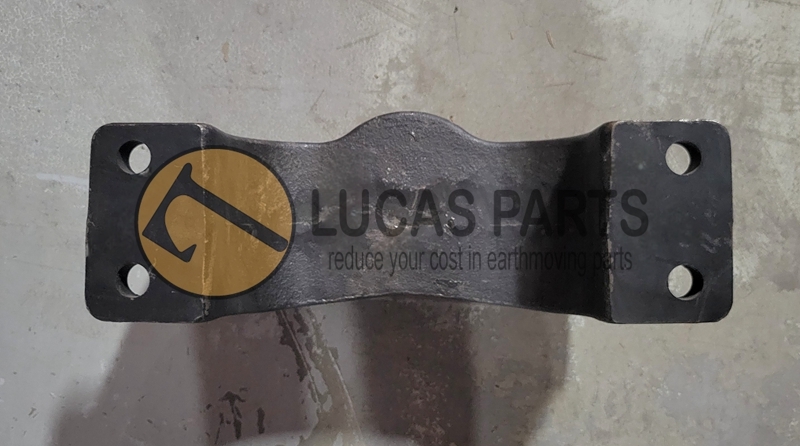 LUCAS PARTS
reduce your cost in earthmoving parts